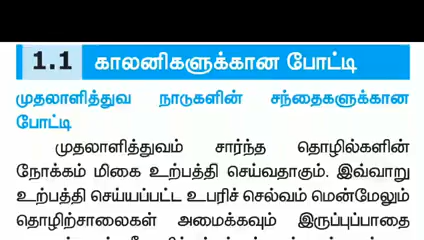 1.1 காலனிகளுக்கான போட்டி
முதலாளித்துவ நாடுகளின் சந்தைகளுக்கான
போட்டி
முதலாளித்துவம் சார்ந்த தொழில்களின்
நோக்கம் மிகை உற்பத்தி செய்வதாகும். இவ்வாறு
உற்பத்தி செய்யப்பட்ட உபரிச் செல்வம் மென்மேலும்
தொழிற்சாலைகள் அமைக்கவும் இருப்புப்பாதை